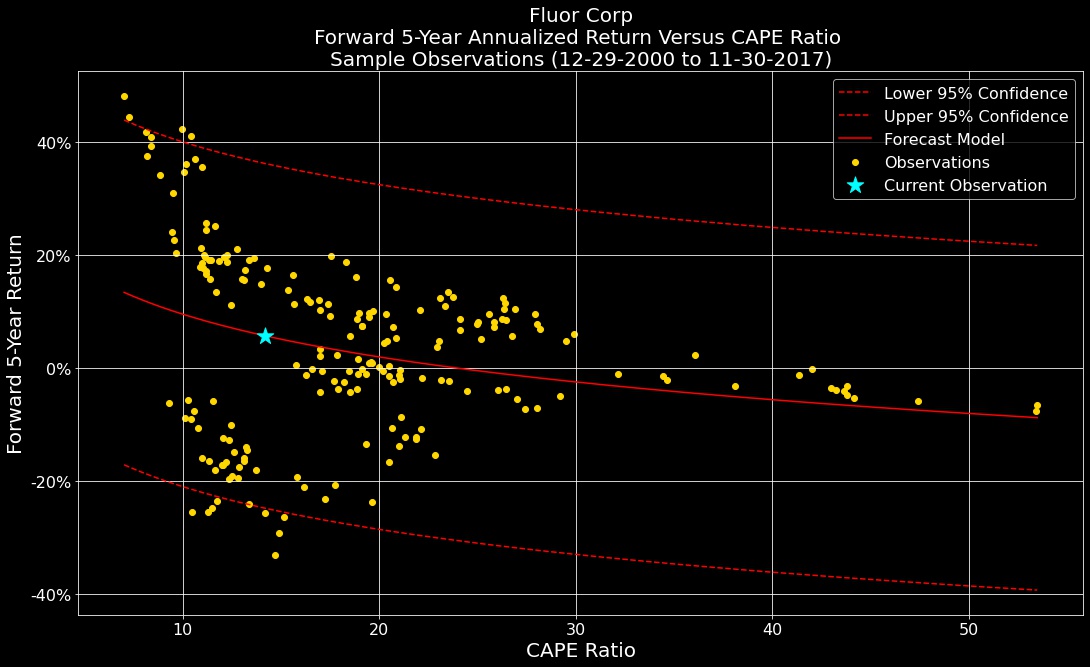 Fluor Corp
Forward 5-Year Annualized Return Versus CAPE Ratio
Sample Observations (12-29-2000 to 11-30-2017)
Lower 95% Confidence
Upper 95% Confidence
Forecast Model
Observations
Current Observation
Forward 5-Year Return
40%
20%
0%
-20%
-40%
10 20 30 40 50
CAPE Ratio